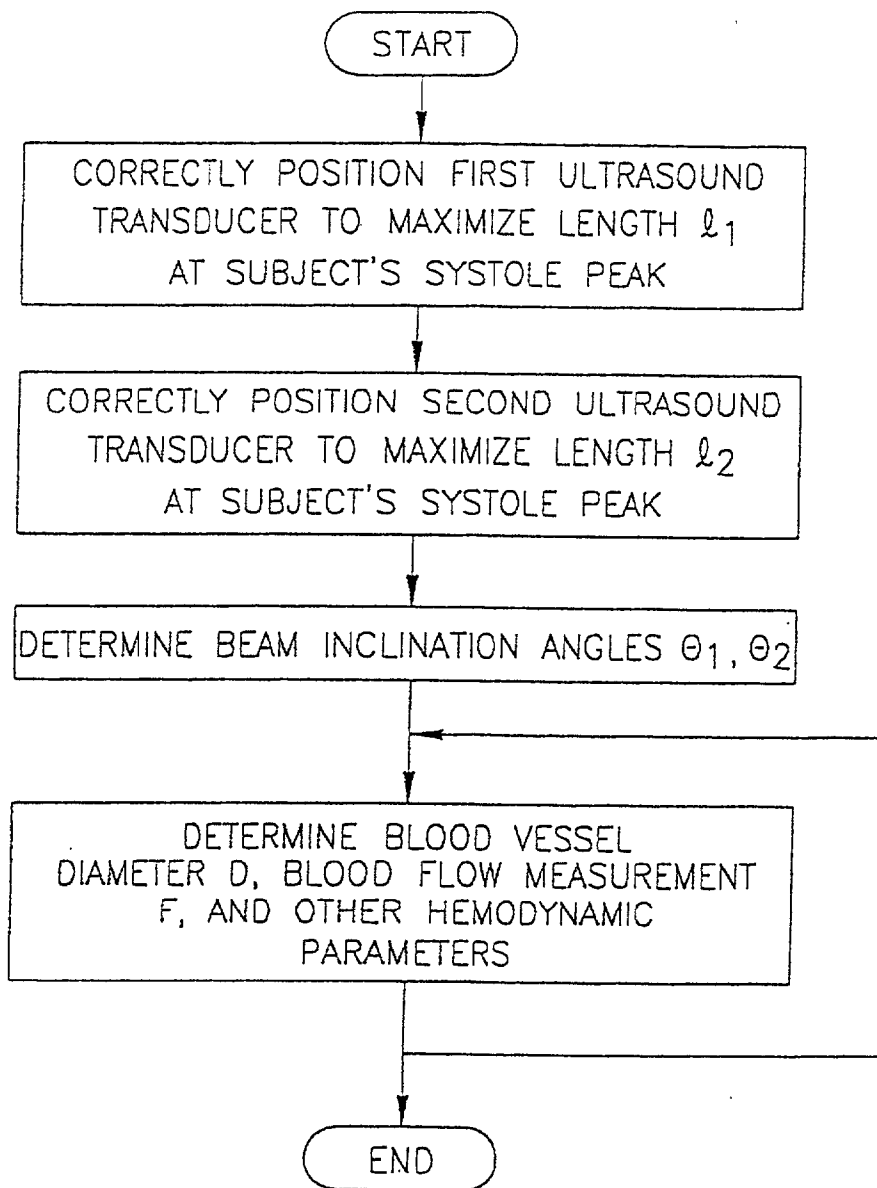 START
CORRECTLY POSITION FIRST ULTRASOUND
TRANSDUCER TO MAXIMIZE LENGTH ℓ1
AT SUBJECT'S SYSTOLE PEAK
CORRECTLY POSITION SECOND ULTRASOUND
TRANSDUCER TO MAXIMIZE LENGTH ℓ2
AT SUBJECT'S SYSTOLE PEAK
DETERMINE BEAM INCLINATION ANGLES Θ1, Θ2
DETERMINE BLOOD VESSEL
DIAMETER D, BLOOD FLOW MEASUREMENT
F, AND OTHER HEMODYNAMIC
PARAMETERS
END